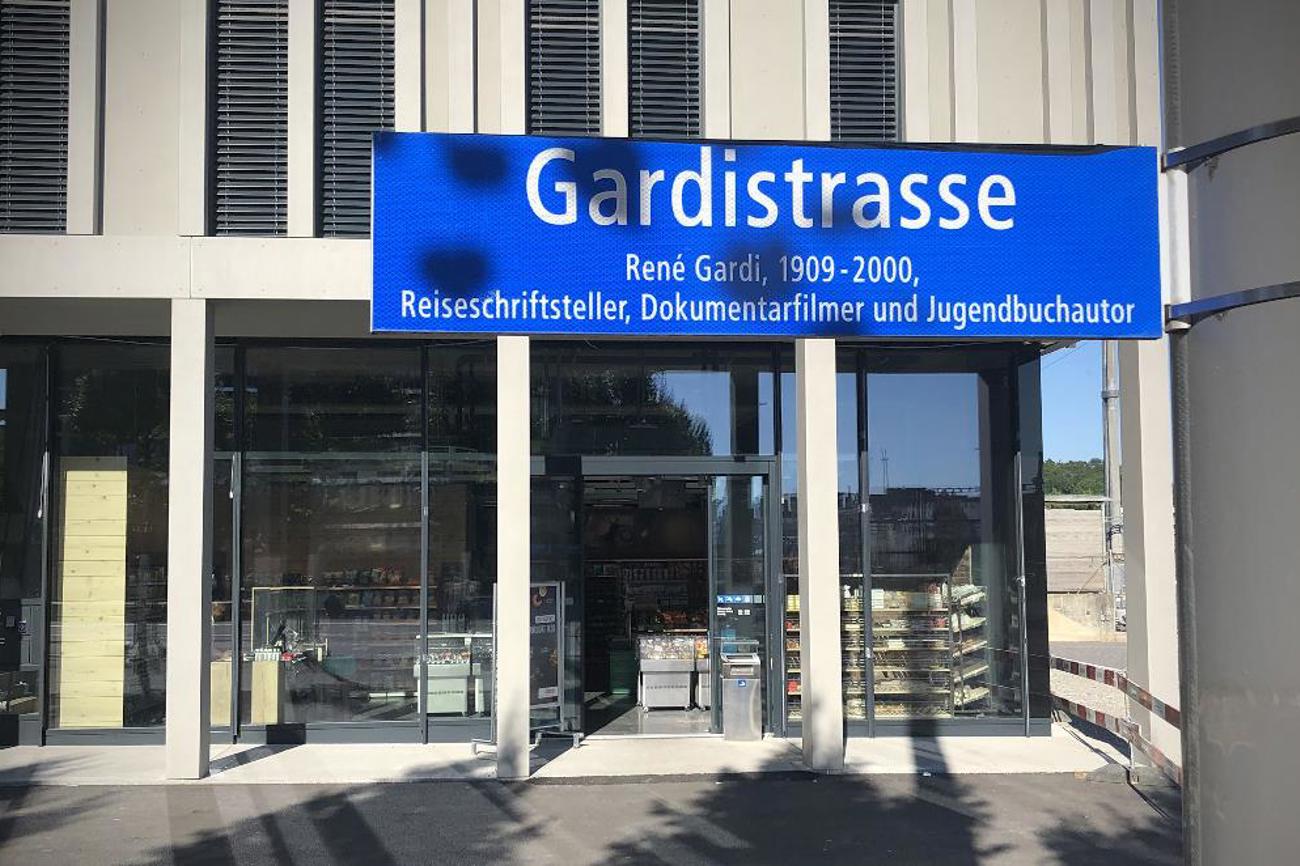 Gardistrasse
René Gardi, 1909-2000,
Reiseschriftsteller, Dokumentarfilmer und Jugendbuchautor